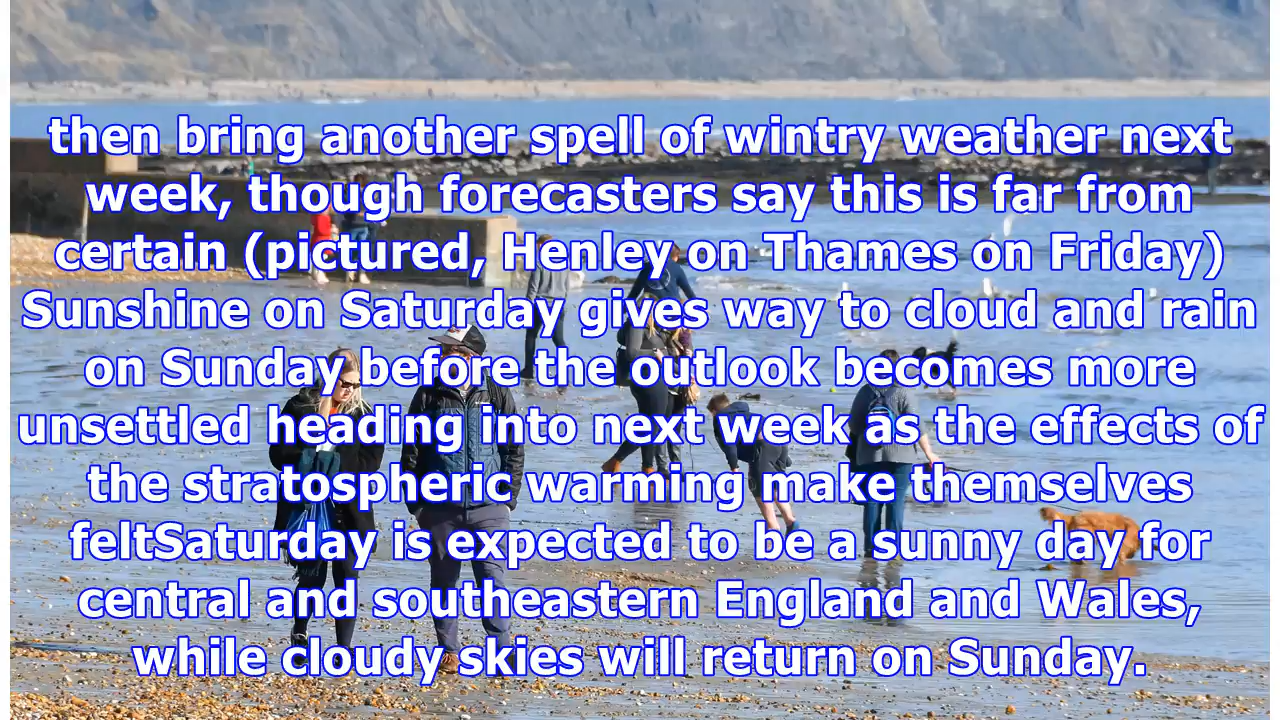 then bring another spell of wintry weather next
week, though forecasters say this is far from
certain (pictured, Henley on Thames on Friday)
Sunshine on Saturday gives way to cloud and rain
on Sunday before the outlook becomes more
unsettled heading into next week as the effects of
the stratospheric warming make themselves
feltSaturday is expected to be a sunny day for
central and southeastern England and Wales,
while cloudy skies will return on Sunday.